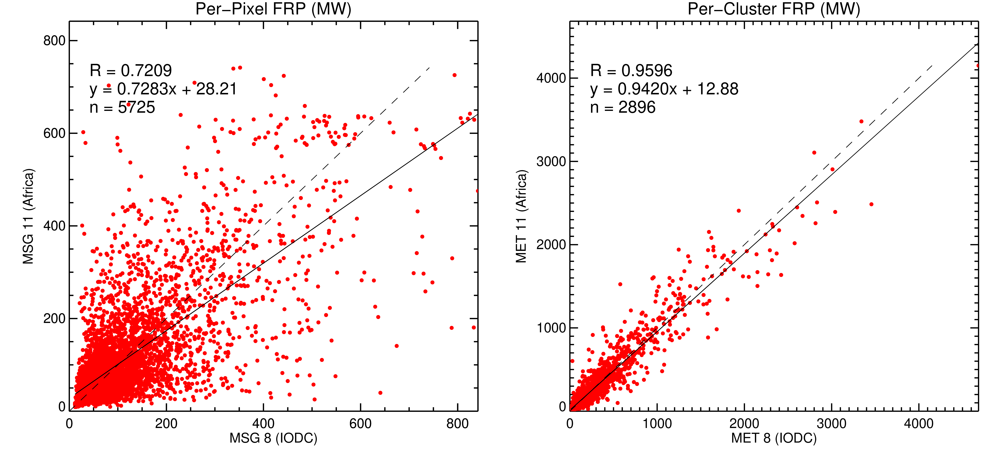 Per−Pixel FRP (MW)
800
600
400
200
0
R = 0.7209
y = 0.7283x + 28.21
n = 5725
MSG 11 (Africa)
0 200 400 600 800
MSG 8 (IODC)
Per−Cluster FRP (MW)
4000
3000
2000
1000
0
R = 0.9596
y = 0.9420x + 12.88
n = 2896
MET 11 (Africa)
0 1000 2000 3000 4000
MET 8 (IODC)